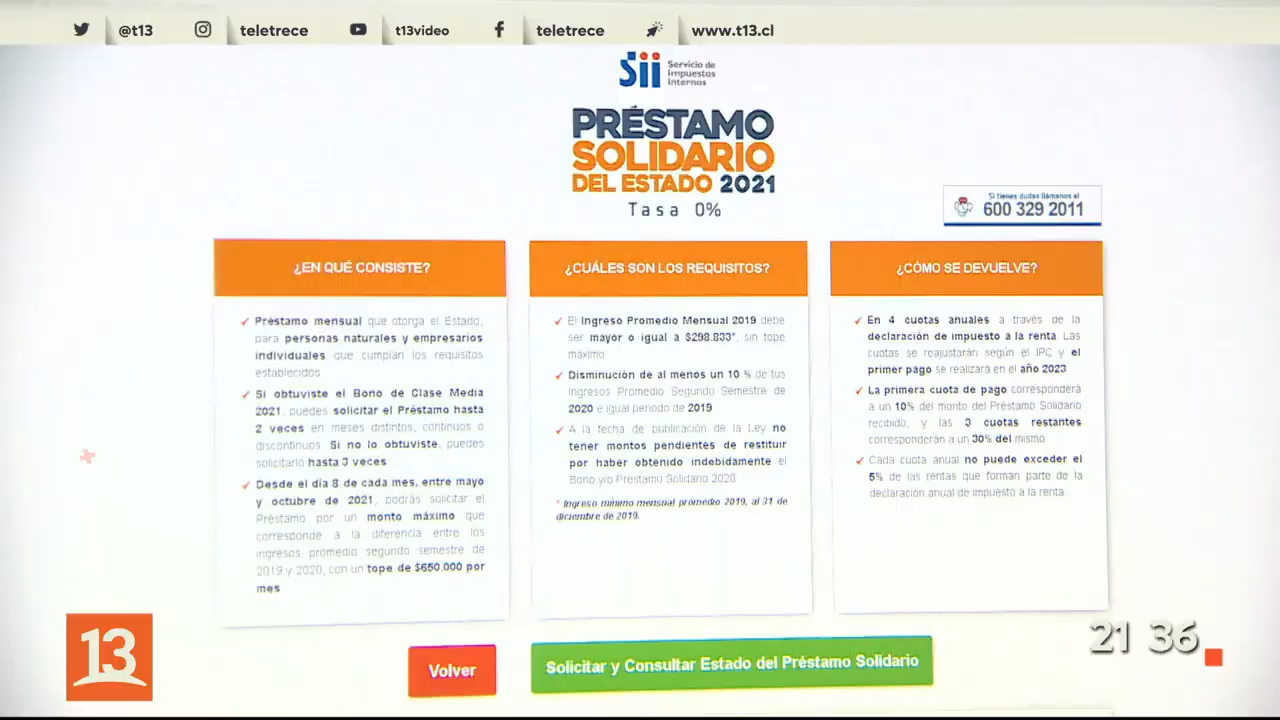 @t13 teletrece t13video teletrece www.t13.cl
Sii Servicio de
Impuestos
Internos
PRÉSTAMO
SOLIDARIO
DEL ESTADO 2021
Tasa 0%
Si tienes dudas llámanos al
600 329 2011
¿EN QUÉ CONSISTE?
Préstamo mensual que otorga el Estado,
para personas naturales y empresarios
individuales que cumplan los requisitos
establecidos
Si obtuviste el Bono de Clase Media
2021, puedes solicitar el Préstamo hasta
2 veces en meses distintos, continuos o
discontinuos. Si no lo obtuviste, puedes
solicitarlo hasta 3 veces
Desde el día 8 de cada mes, entre mayo
y octubre de 2021, podrás solicitar el
Préstamo por un monto máximo que
corresponde a la diferencia entre los
ingresos promedio segundo semestre de
2019 y 2020, con un tope de $650.000 por
mes
¿CUÁLES SON LOS REQUISITOS?
El Ingreso Promedio Mensual 2019 debe
ser mayor o igual a $298.833*, sin tope
máximo
Disminución de al menos un 10 % de tus
Ingresos Promedio Segundo Semestre de
2020 e igual periodo de 2019
A la fecha de publicación de la Ley no
tener montos pendientes de restituir
por haber obtenido indebidamente el
Bono y/o Préstamo Solidario 2020
* Ingreso mínimo mensual promedio 2019, al 31 de
diciembre de 2019.
¿CÓMO SE DEVUELVE?
En 4 cuotas anuales a través de la
declaración de impuesto a la renta. Las
cuotas se reajustarán según el IPC y el
primer pago se realizará en el año 2023
La primera cuota de pago corresponderá
a un 10% del monto del Préstamo Solidario
recibido, y las 3 cuotas restantes
corresponderán a un 30% del mismo
Cada cuota anual no puede exceder el
5% de las rentas que forman parte de la
declaración anual de impuesto a la renta.
Volver
Solicitar y Consultar Estado del Préstamo Solidario
13
21 36